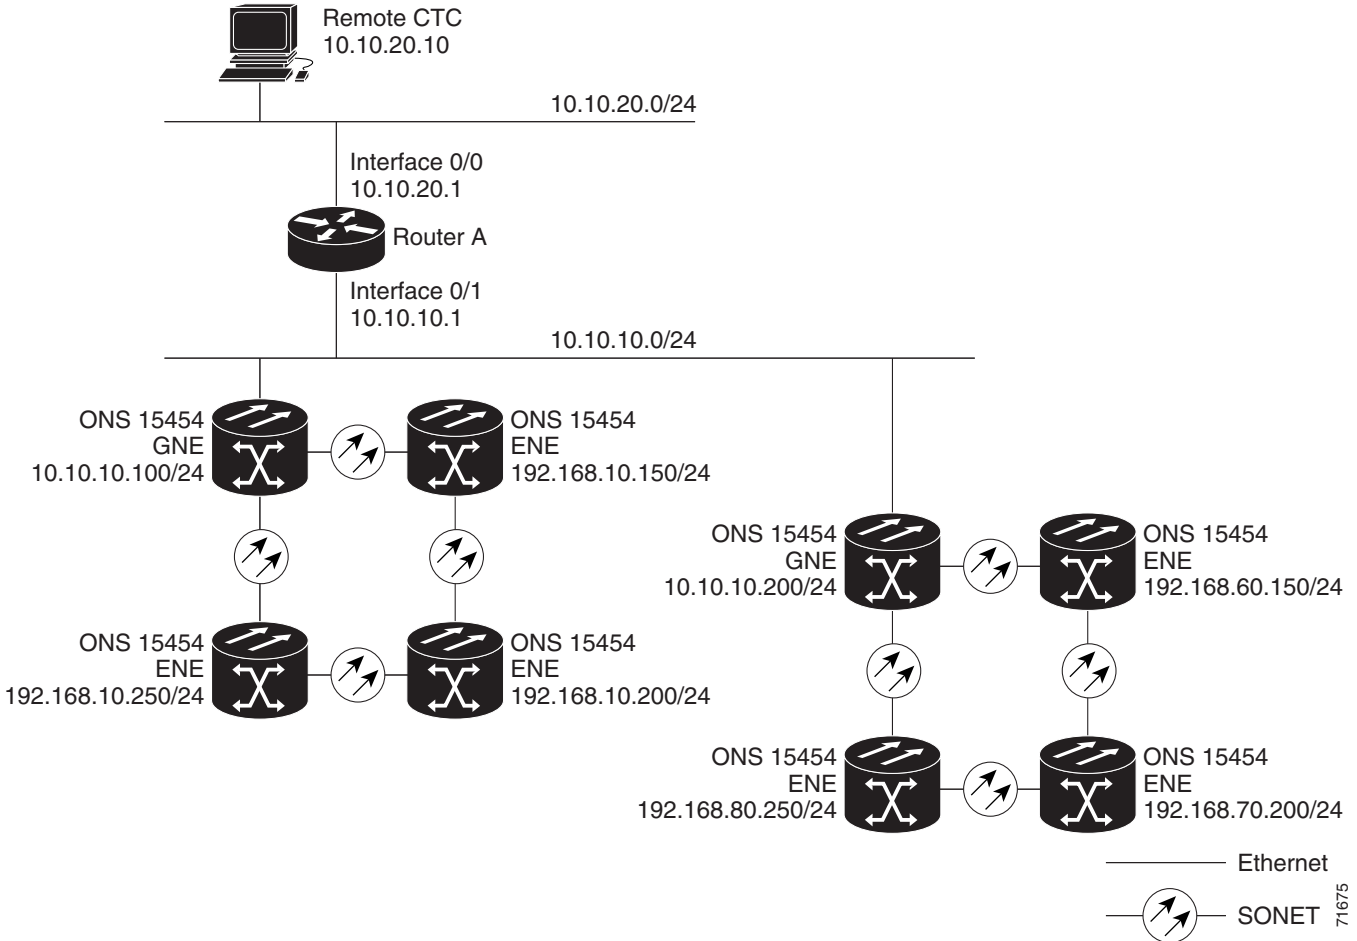 Remote CTC
10.10.20.10
10.10.20.0/24
Interface 0/0
10.10.20.1
Router A
Interface 0/1
10.10.10.1
10.10.10.0/24
ONS 15454
GNE
10.10.10.100/24
ONS 15454
ENE
192.168.10.150/24
ONS 15454
GNE
10.10.10.200/24
ONS 15454
ENE
192.168.60.150/24
ONS 15454
ENE
192.168.10.250/24
ONS 15454
ENE
192.168.10.200/24
ONS 15454
ENE
192.168.80.250/24
ONS 15454
ENE
192.168.70.200/24
Ethernet
SONET
71675